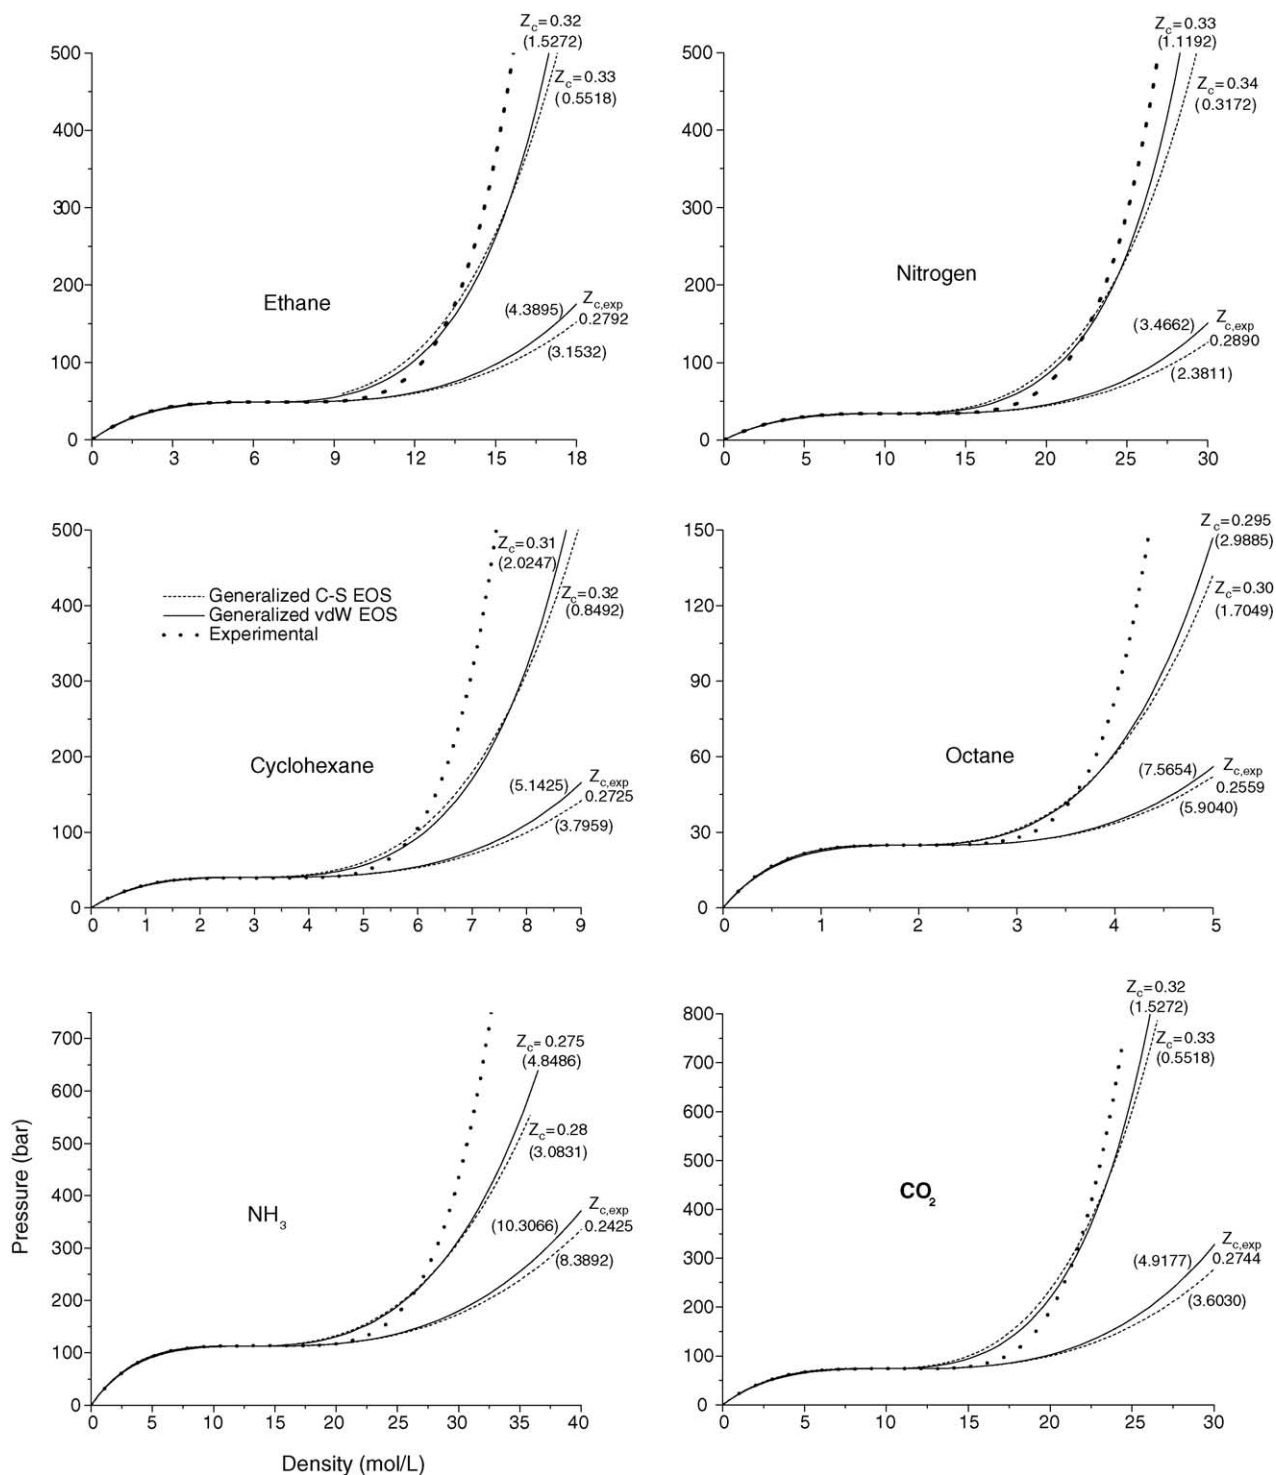 Z_c=0.32
(1.5272)
Z_c=0.33
(0.5518)
500
400
300
200
100
0
Ethane
(4.3895)
Z_c,exp
0.2792
(3.1532)
0 3 6 9 12 15 18
Z_c=0.33
(1.1192)
Z_c=0.34
(0.3172)
500
400
300
200
100
0
Nitrogen
(3.4662)
Z_c,exp
0.2890
(2.3811)
0 5 10 15 20 25 30
500
400
300
200
100
0
Z_c=0.31
(2.0247)
Z_c=0.32
(0.8492)
Generalized C-S EOS
Generalized vdW EOS
Experimental
Cyclohexane
(5.1425)
Z_c,exp
0.2725
(3.7959)
0 1 2 3 4 5 6 7 8 9
150
120
90
60
30
0
Z_c=0.295
(2.9885)
Z_c=0.30
(1.7049)
Octane
(7.5654)
Z_c,exp
0.2559
(5.9040)
0 1 2 3 4 5
700
600
500
400
300
200
100
0
Z_c=0.275
(4.8486)
Z_c=0.28
(3.0831)
NH_3
(10.3066)
Z_c,exp
0.2425
(8.3892)
0 5 10 15 20 25 30 35 40
Pressure (bar)
Density (mol/L)
Z_c=0.32
(1.5272)
Z_c=0.33
(0.5518)
800
700
600
500
400
300
200
100
0
CO_2
(4.9177)
Z_c,exp
0.2744
(3.6030)
0 5 10 15 20 25 30